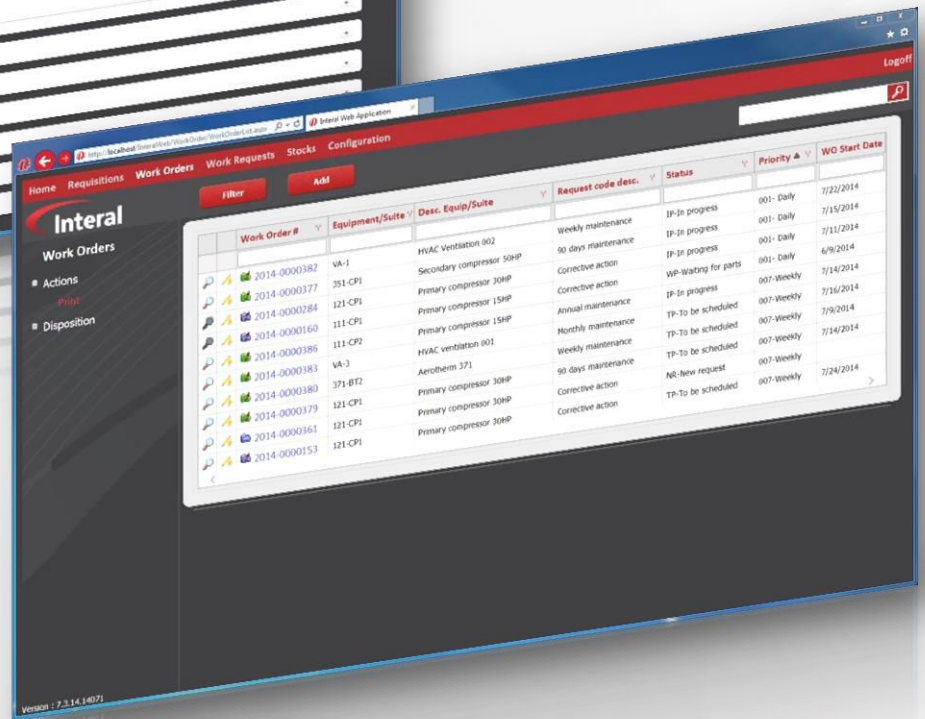 http://localhost/InteralWeb/WorkOrder/WorkOrderList.aspx Interal Web Application
Logoff
Home Requisitions Work Orders Work Requests Stocks Configuration
Interal
Filter Add
Work Orders
Actions
Print
Disposition
Work Order # Equipment/Suite Desc. Equip/Suite Request code desc. Status Priority WO Start Date
2014-0000382 VA-1 HVAC Ventilation 002 Weekly maintenance IP-In progress 001- Daily 7/22/2014
2014-0000377 351-CP1 Secondary compressor 50HP 90 days maintenance IP-In progress 001- Daily 7/15/2014
2014-0000284 121-CP1 Primary compressor 30HP Corrective action IP-In progress 001- Daily 7/11/2014
2014-0000160 111-CP1 Primary compressor 15HP Corrective action WP-Waiting for parts 001- Daily 6/9/2014
2014-0000386 111-CP2 Primary compressor 15HP Annual maintenance IP-In progress 007-Weekly 7/14/2014
2014-0000383 VA-3 HVAC ventilation 001 Monthly maintenance TP-To be scheduled 007-Weekly 7/16/2014
2014-0000380 371-BT2 Aerotherm 371 Weekly maintenance TP-To be scheduled 007-Weekly 7/9/2014
2014-0000379 121-CP1 Primary compressor 30HP 90 days maintenance TP-To be scheduled 007-Weekly 7/14/2014
2014-0000361 121-CP1 Primary compressor 30HP Corrective action NR-New request 007-Weekly
2014-0000153 121-CP1 Primary compressor 30HP Corrective action TP-To be scheduled 007-Weekly 7/24/2014
Version : 7.3.14.14071